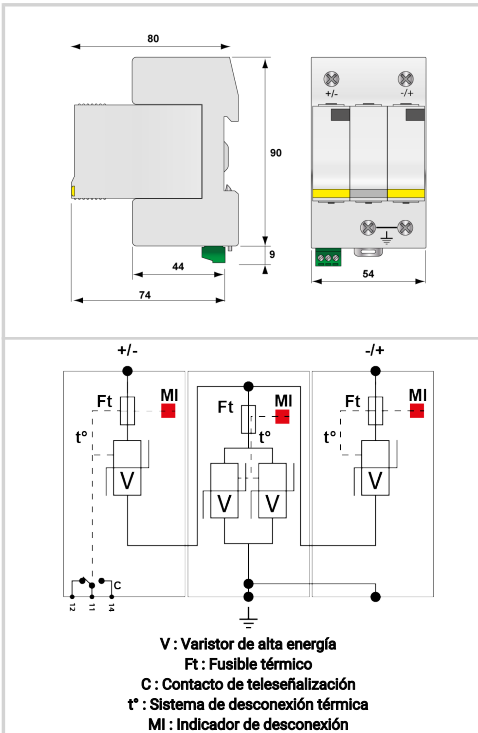 80
+/-
-/+
90
9
44
74
54
+/-
-/+
Ft
MI
Ft
MI
Ft
MI
t°
t°
t°
V
V
V
V
C
12
11
14
V : Varistor de alta energía
Ft : Fusible térmico
C : Contacto de teleseñalización
t° : Sistema de desconexión térmica
MI : Indicador de desconexión